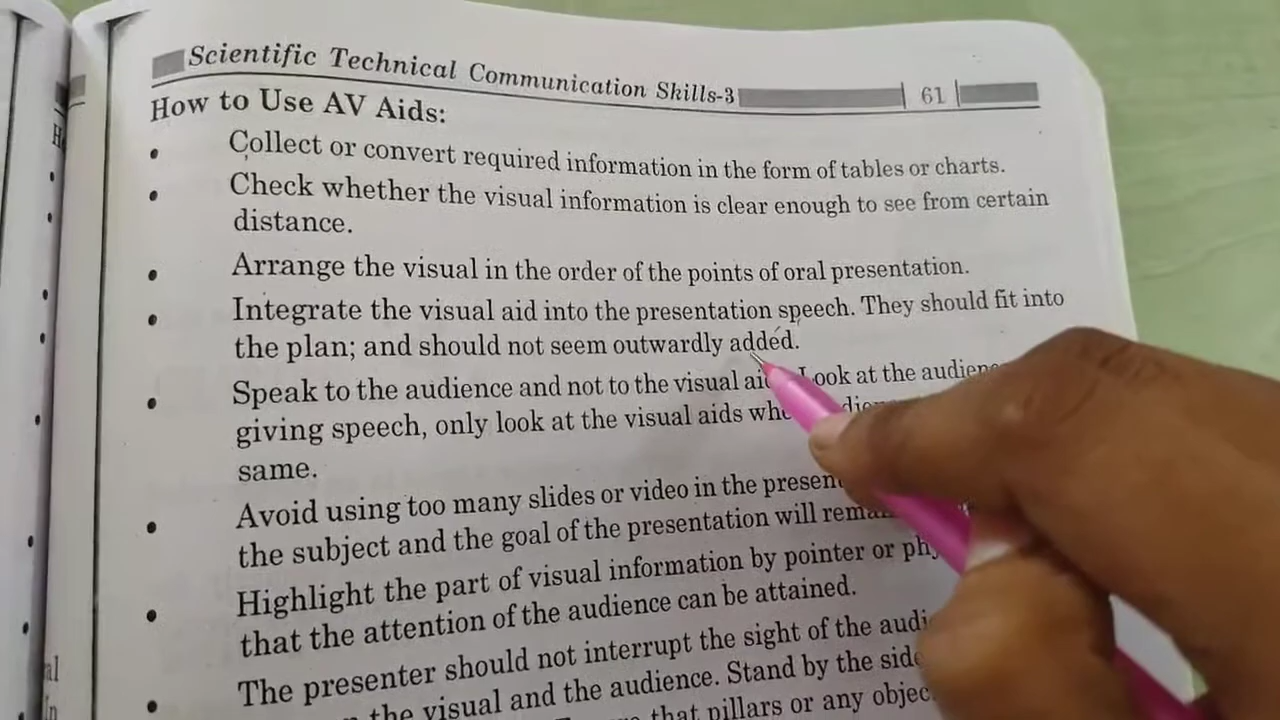 Scientific Technical Communication Skills-3 61
How to Use AV Aids:
• Collect or convert required information in the form of tables or charts.
• Check whether the visual information is clear enough to see from certain
distance.
• Arrange the visual in the order of the points of oral presentation.
• Integrate the visual aid into the presentation speech. They should fit into
the plan; and should not seem outwardly added.
• Speak to the audience and not to the visual Look at the
giving speech, only look at the visual aids
same.
• Avoid using too many slides or video in the
the subject and the goal of the presentation will
• Highlight the part of visual information by pointer or
that the attention of the audience can be attained.
• The presenter should not interrupt the sight of the
the visual and the audience. Stand by the
that pillars or any